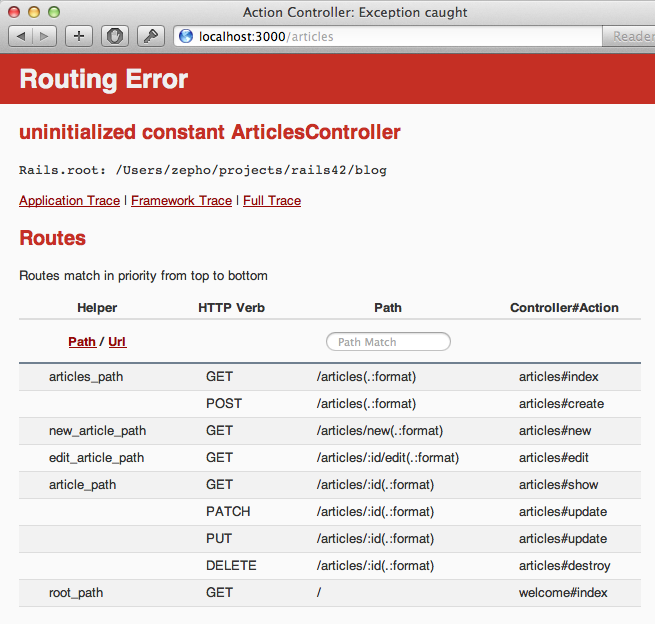 Action Controller: Exception caught
localhost:3000/articles
Reader
Routing Error
uninitialized constant ArticlesController
Rails.root: /Users/zepho/projects/rails42/blog
Application Trace | Framework Trace | Full Trace
Routes
Routes match in priority from top to bottom
Helper HTTP Verb Path Controller#Action
Path / Url Path Match
articles_path GET /articles(.:format) articles#index
POST /articles(.:format) articles#create
new_article_path GET /articles/new(.:format) articles#new
edit_article_path GET /articles/:id/edit(.:format) articles#edit
article_path GET /articles/:id(.:format) articles#show
PATCH /articles/:id(.:format) articles#update
PUT /articles/:id(.:format) articles#update
DELETE /articles/:id(.:format) articles#destroy
root_path GET / welcome#index